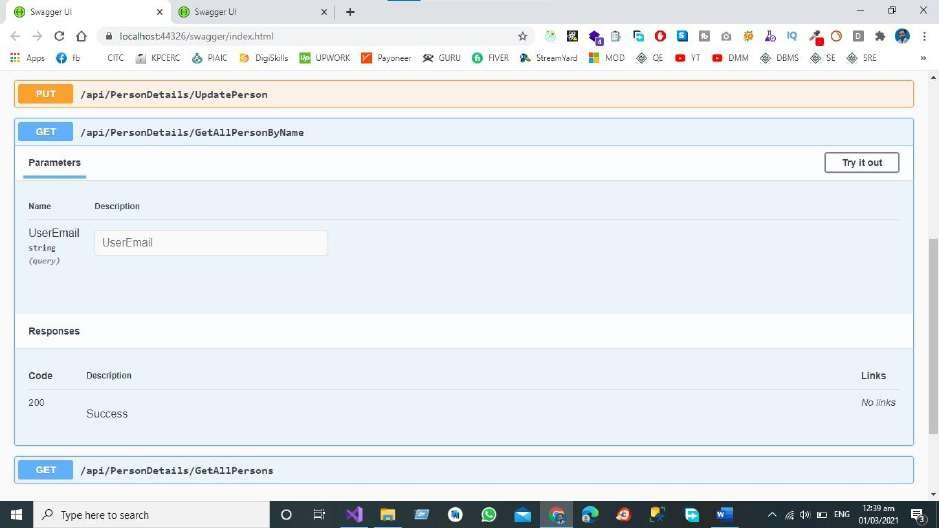 Swagger UI
Swagger UI
localhost:44326/swagger/index.html
Apps fb CITC KPCERC PIAIC DigiSkills UPWORK Payoneer GURU FIVER StreamYard MOD QE YT DMM DBMS SE SRE
PUT /api/PersonDetails/UpdatePerson
GET /api/PersonDetails/GetAllPersonByName
Parameters
Try it out
Name Description
UserEmail
string
(query)
UserEmail
Responses
Code Description Links
200 Success No links
GET /api/PersonDetails/GetAllPersons
Type here to search
ENG
12:39 am
01/03/2021
3